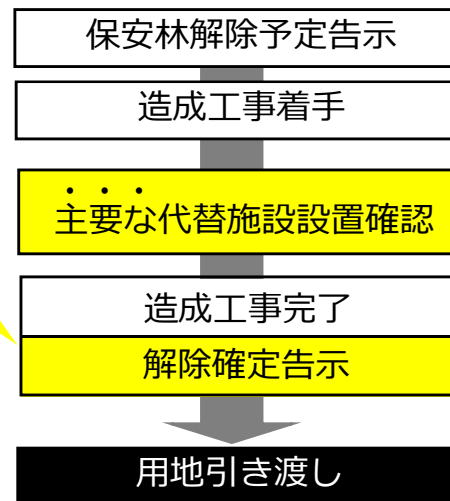 保安林解除予定告示
造成工事着手
主要な代替施設設置確認
造成工事完了
解除確定告示
用地引き渡し